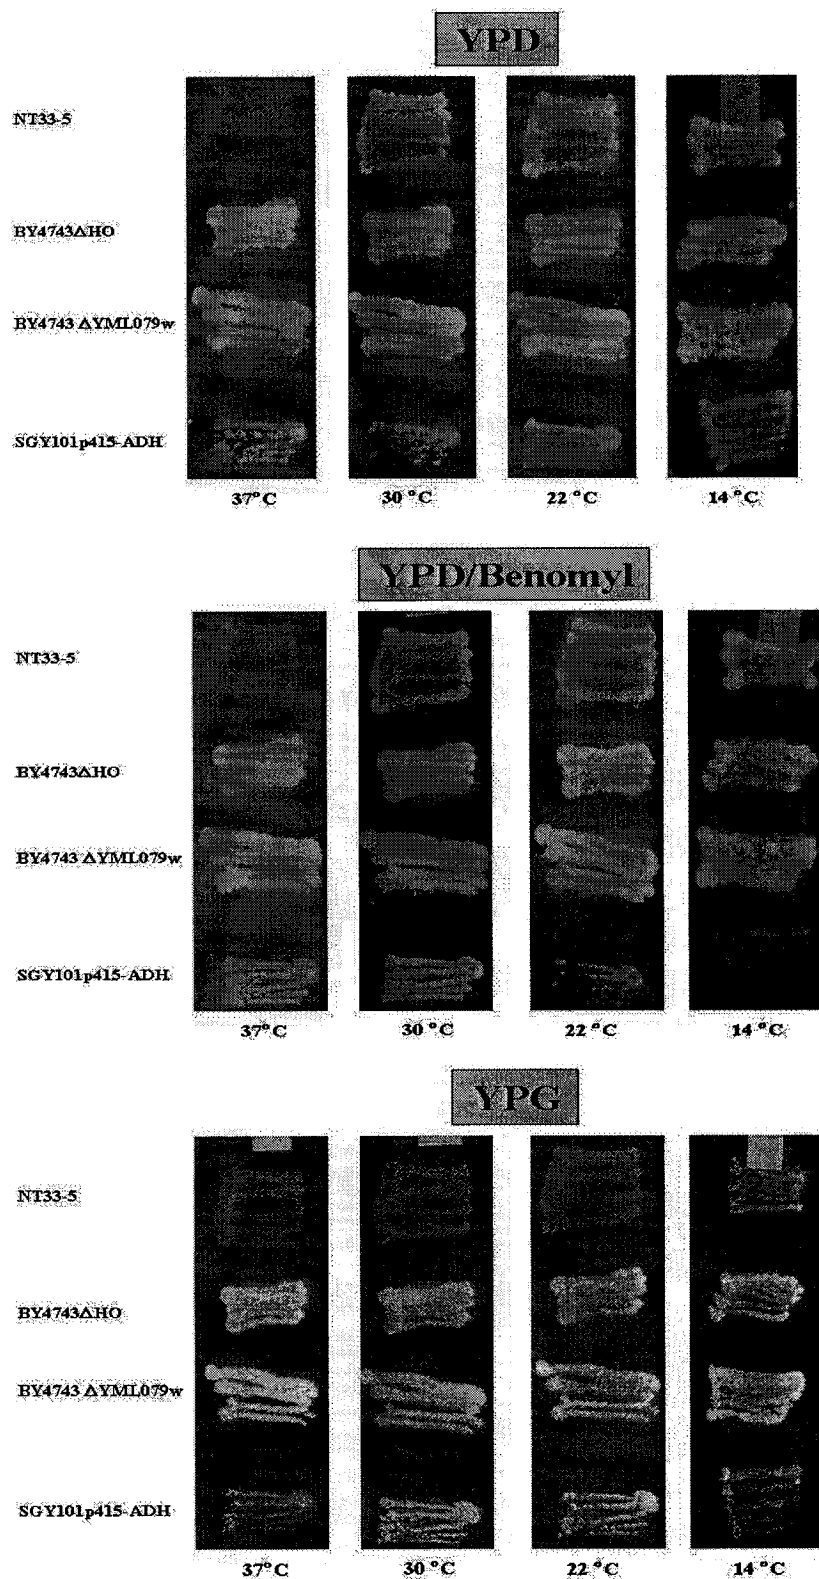 YPD
NT33-5
BY4743ΔHO
BY4743 ΔYML079w
SGY101p415-ADH
37°C 30 °C 22 °C 14 °C
YPD/Benomyl
NT33-5
BY4743ΔHO
BY4743 ΔYML079w
SGY101p415-ADH
37°C 30 °C 22 °C 14 °C
YPG
NT33-5
BY4743ΔHO
BY4743 ΔYML079w
SGY101p415-ADH
37°C 30 °C 22 °C 14 °C